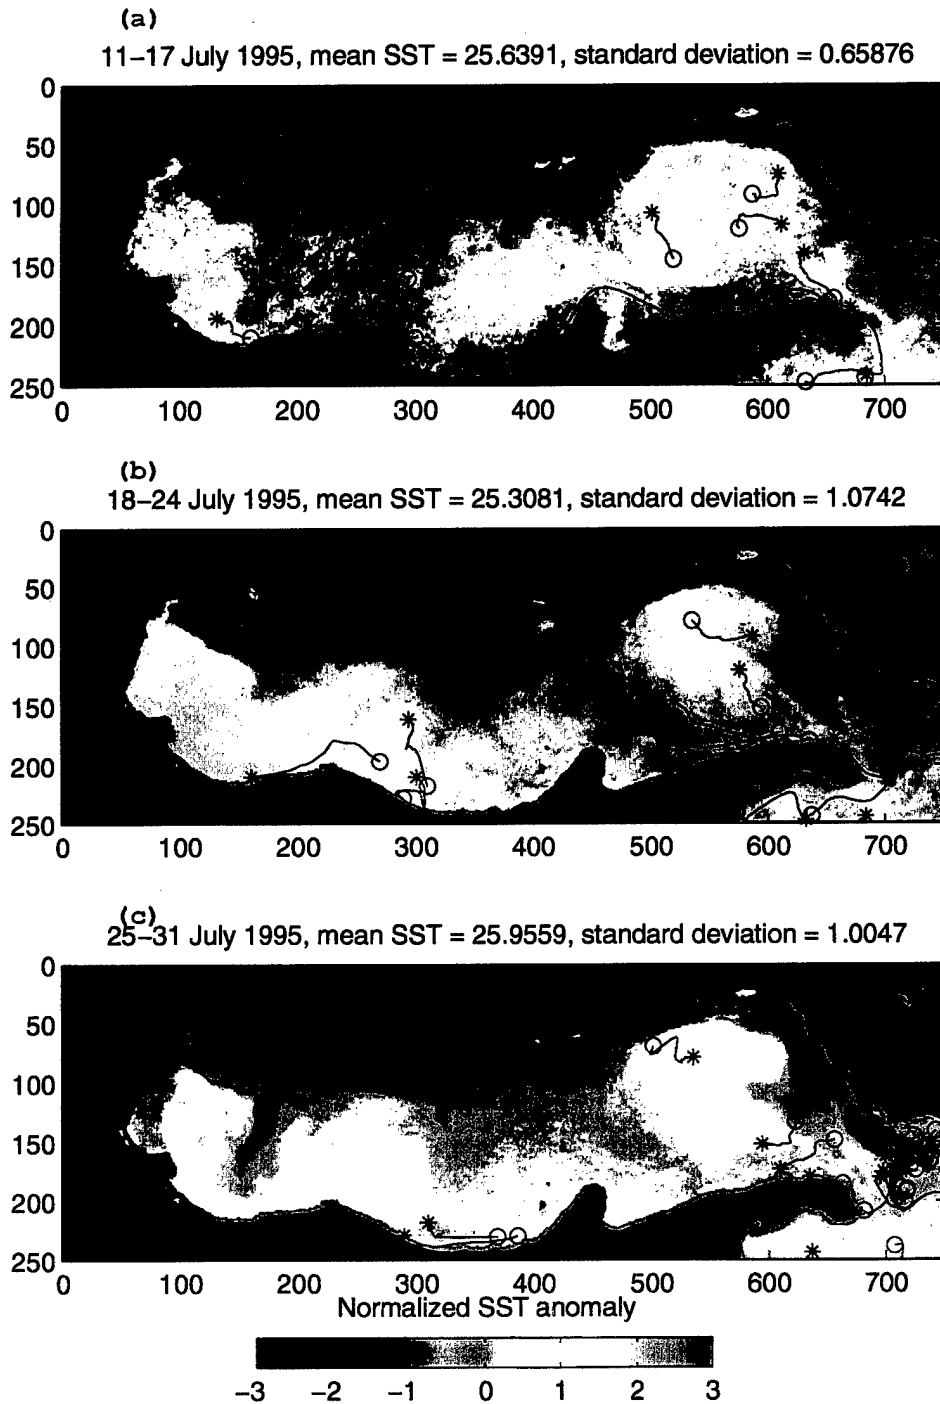 (a)
11–17 July 1995, mean SST = 25.6391, standard deviation = 0.65876
0
50
100
150
200
250
0 100 200 300 400 500 600 700
(b)
18–24 July 1995, mean SST = 25.3081, standard deviation = 1.0742
0
50
100
150
200
250
0 100 200 300 400 500 600 700
(c)
25–31 July 1995, mean SST = 25.9559, standard deviation = 1.0047
0
50
100
150
200
250
0 100 200 300 400 500 600 700
Normalized SST anomaly
−3 −2 −1 0 1 2 3